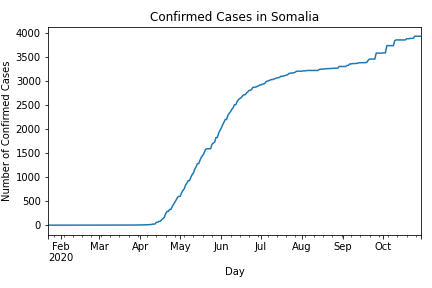 Confirmed Cases in Somalia
Number of Confirmed Cases
4000
3500
3000
2500
2000
1500
1000
500
0
Feb Mar Apr May Jun Jul Aug Sep Oct
2020
Day